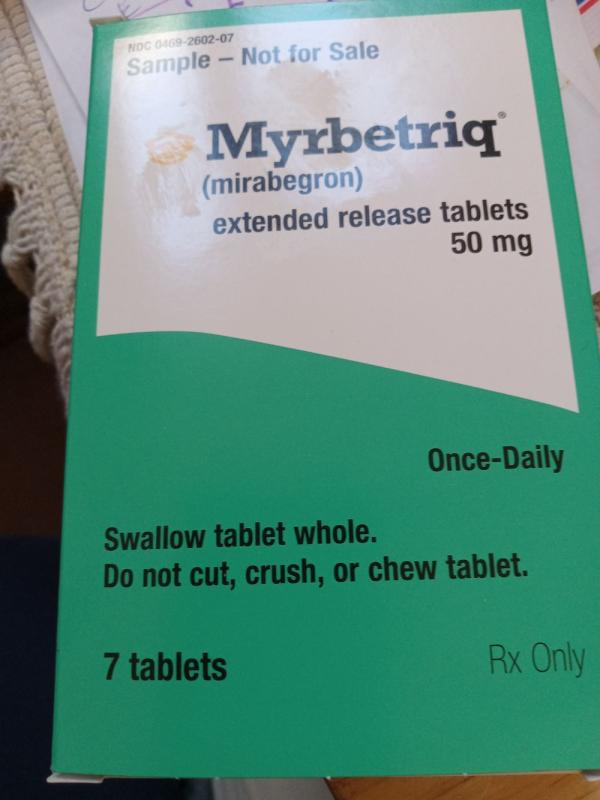 NDC 0469-2602-07
Sample – Not for Sale
Myrbetriq®
(mirabegron)
extended release tablets
50 mg
Once-Daily
Swallow tablet whole.
Do not cut, crush, or chew tablet.
7 tablets
Rx Only